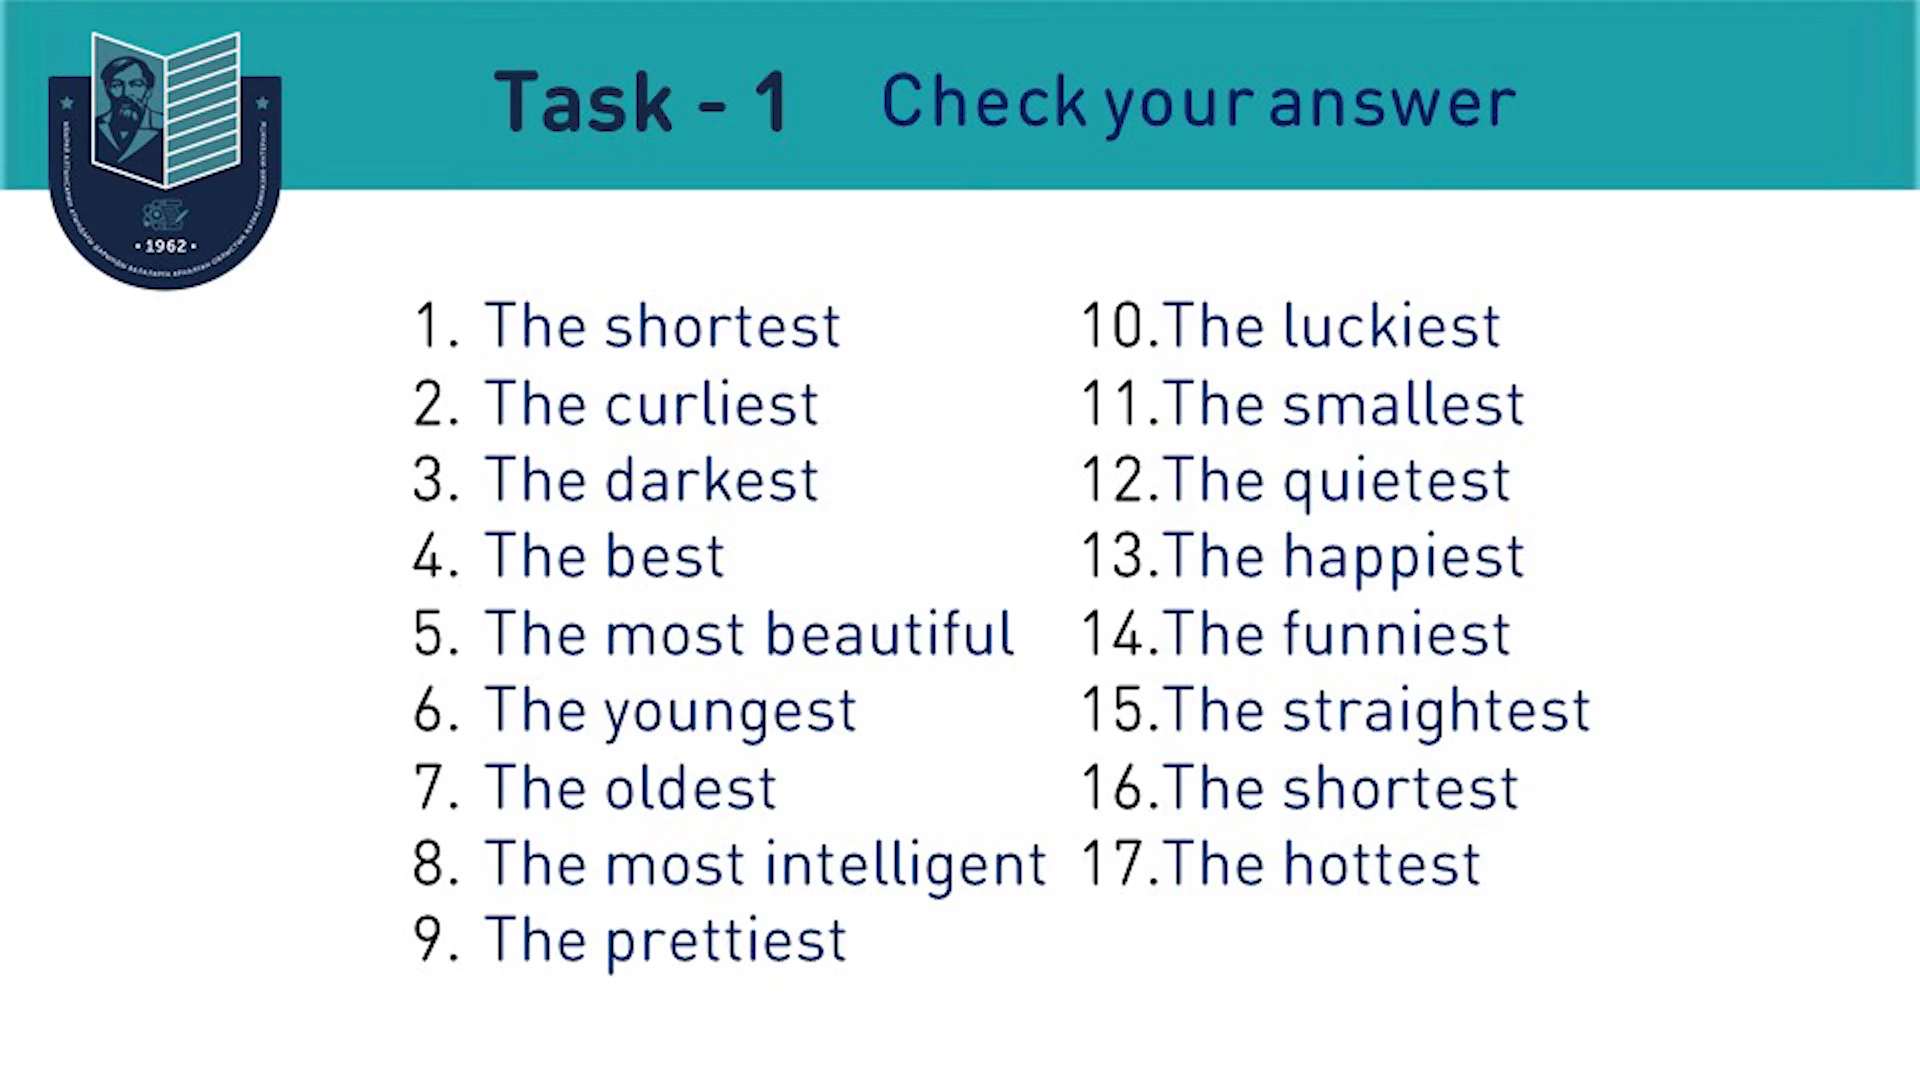 Task - 1 Check your answer
• 1962 •
1. The shortest
2. The curliest
3. The darkest
4. The best
5. The most beautiful
6. The youngest
7. The oldest
8. The most intelligent
9. The prettiest
10.The luckiest
11.The smallest
12.The quietest
13.The happiest
14.The funniest
15.The straightest
16.The shortest
17.The hottest